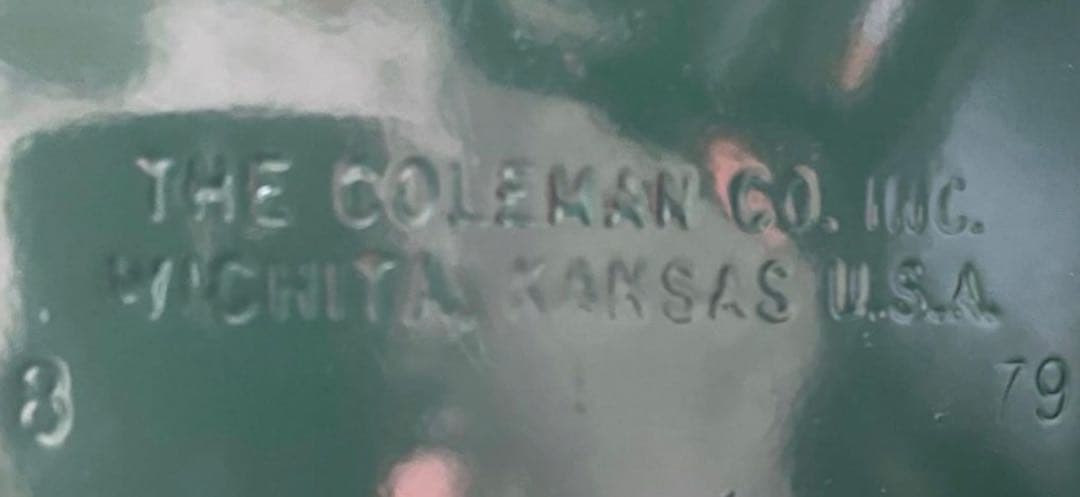 THE COLEMAN CO. INC.
WICHITA, KANSAS U.S.A.
8 79